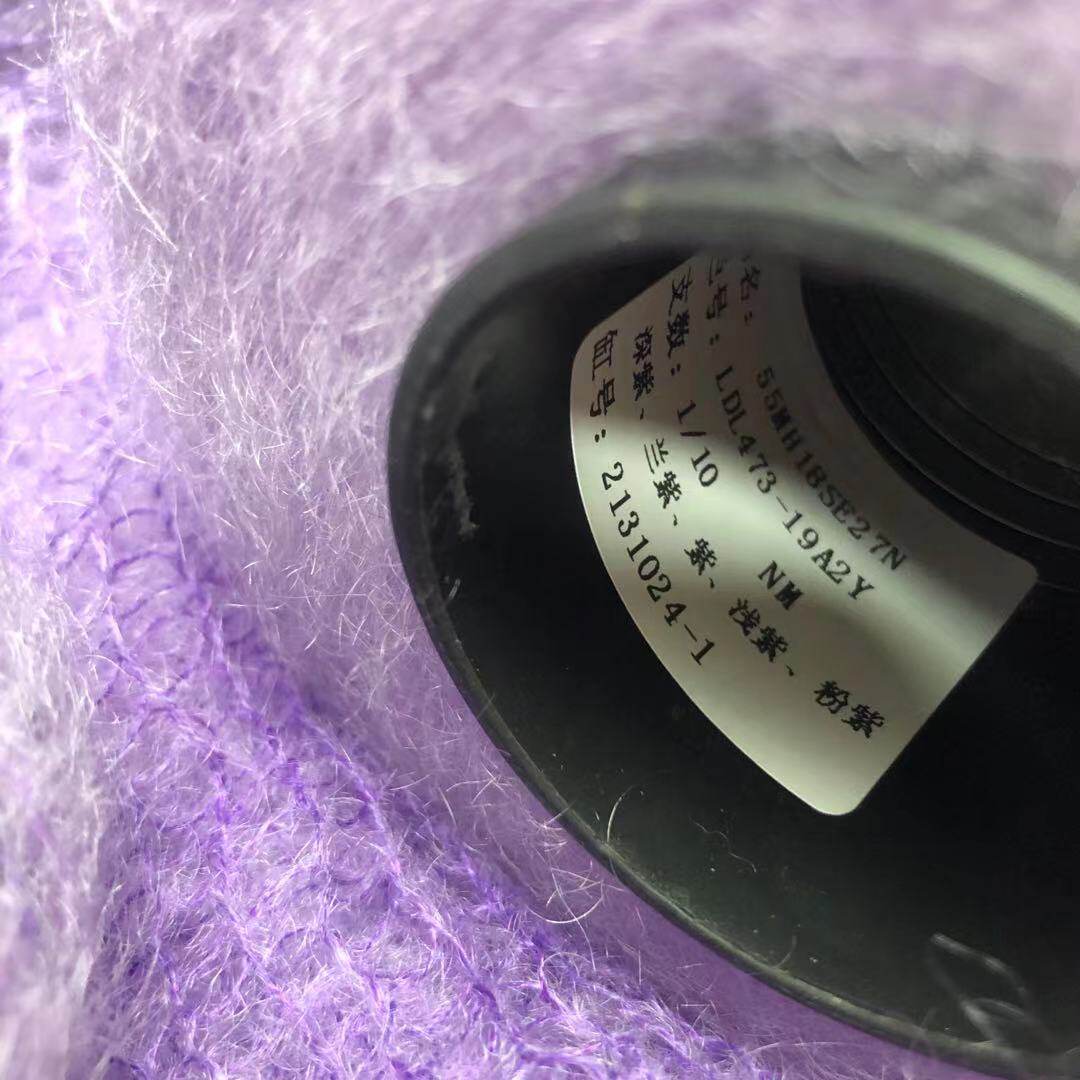 名: 55MH18SE27N
号: LDL473-19A2Y
支数: 1/10 NM
深紫、兰紫、紫、浅紫、粉紫
缸号: 2131024-1